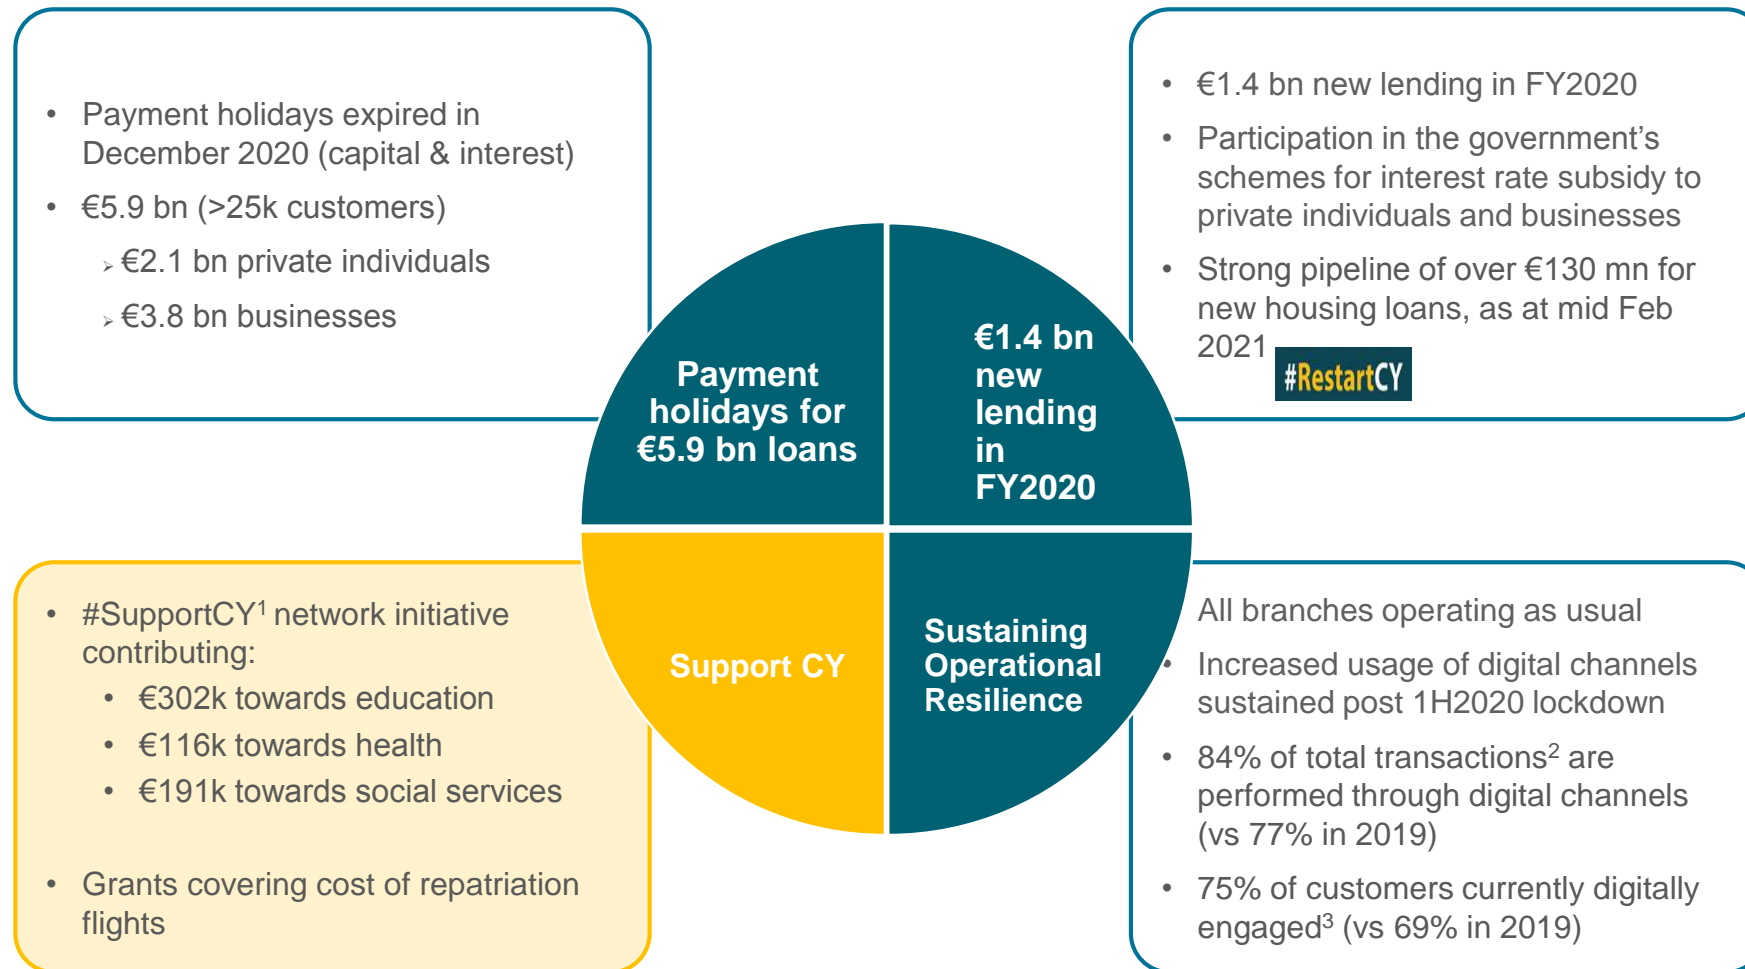 • Payment holidays expired in
December 2020 (capital & interest)
• €5.9 bn (>25k customers)
➢ €2.1 bn private individuals
➢ €3.8 bn businesses
• €1.4 bn new lending in FY2020
• Participation in the government’s
schemes for interest rate subsidy to
private individuals and businesses
• Strong pipeline of over €130 mn for
new housing loans, as at mid Feb
2021
#RestartCY
Payment
holidays for
€5.9 bn loans
€1.4 bn
new
lending
in
FY2020
Support CY
Sustaining
Operational
Resilience
• #SupportCY¹ network initiative
contributing:
• €302k towards education
• €116k towards health
• €191k towards social services
• Grants covering cost of repatriation
flights
All branches operating as usual
• Increased usage of digital channels
sustained post 1H2020 lockdown
• 84% of total transactions² are
performed through digital channels
(vs 77% in 2019)
• 75% of customers currently digitally
engaged³ (vs 69% in 2019)